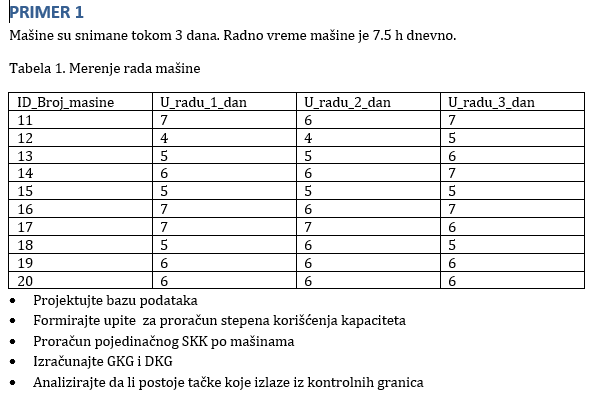 PRIMER 1
Mašine su snimane tokom 3 dana. Radno vreme mašine je 7.5 h dnevno.
Tabela 1. Merenje rada mašine
ID_Broj_masine U_radu_1_dan U_radu_2_dan U_radu_3_dan
11 7 6 7
12 4 4 5
13 5 5 6
14 6 6 7
15 5 5 5
16 7 6 7
17 7 7 6
18 5 6 5
19 6 6 6
20 6 6 6
• Projektujte bazu podataka
• Formirajte upite za proračun stepena korišćenja kapaciteta
• Proračun pojedinačnog SKK po mašinama
• Izračunajte GKG i DKG
• Analizirajte da li postoje tačke koje izlaze iz kontrolnih granica